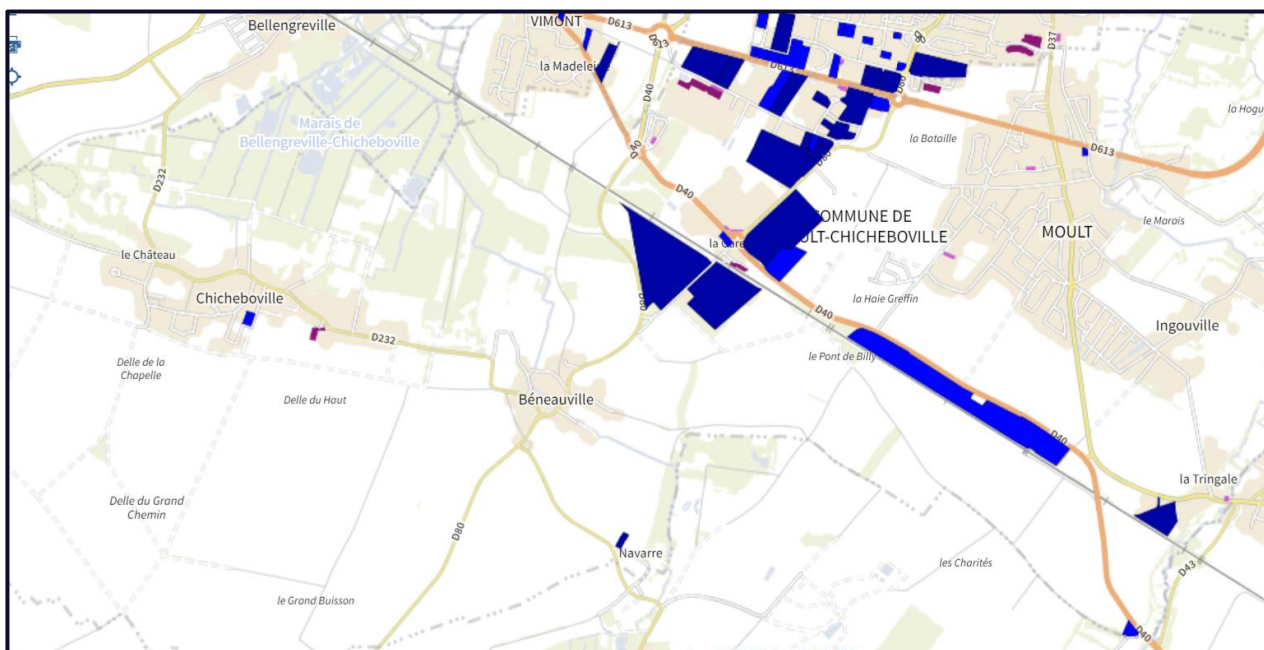 VIMONT
D613
Bellengreville
D613
D37
la Madeleine
D613
D40
la Hogue
Marais de
Bellengreville-Chicheboville
la Bataille
D613
D40
D80
D232
D40
le Marais
COMMUNE DE
MOULT-CHICHEBOVILLE
MOULT
le Château
la Gare
Chicheboville
D80
la Haie Greffin
D40
Ingouville
D232
le Pont de Billy
Delle de la
Chapelle
Delle du Haut
Béneauville
D40
la Tringale
Delle du Grand
Chemin
D80
Navarre
les Charités
D43
le Grand Buisson
D40